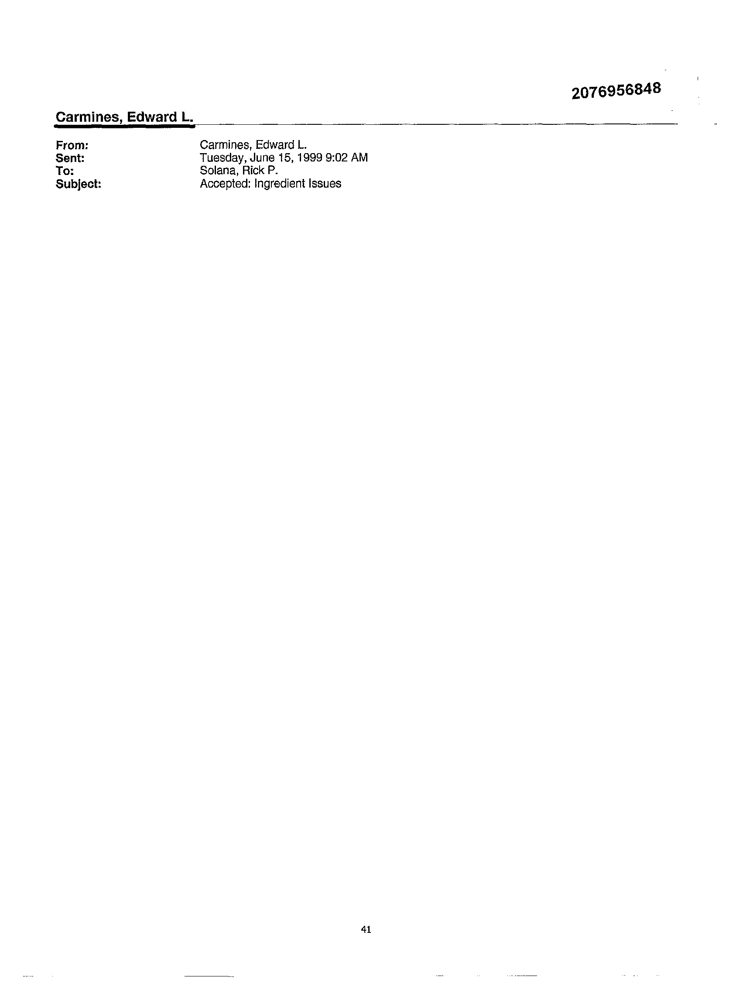 2076956848
Carmines, Edward L.
From: Carmines, Edward L.
Sent: Tuesday, June 15, 1999 9:02 AM
To: Solana, Rick P.
Subject: Accepted: Ingredient Issues
41